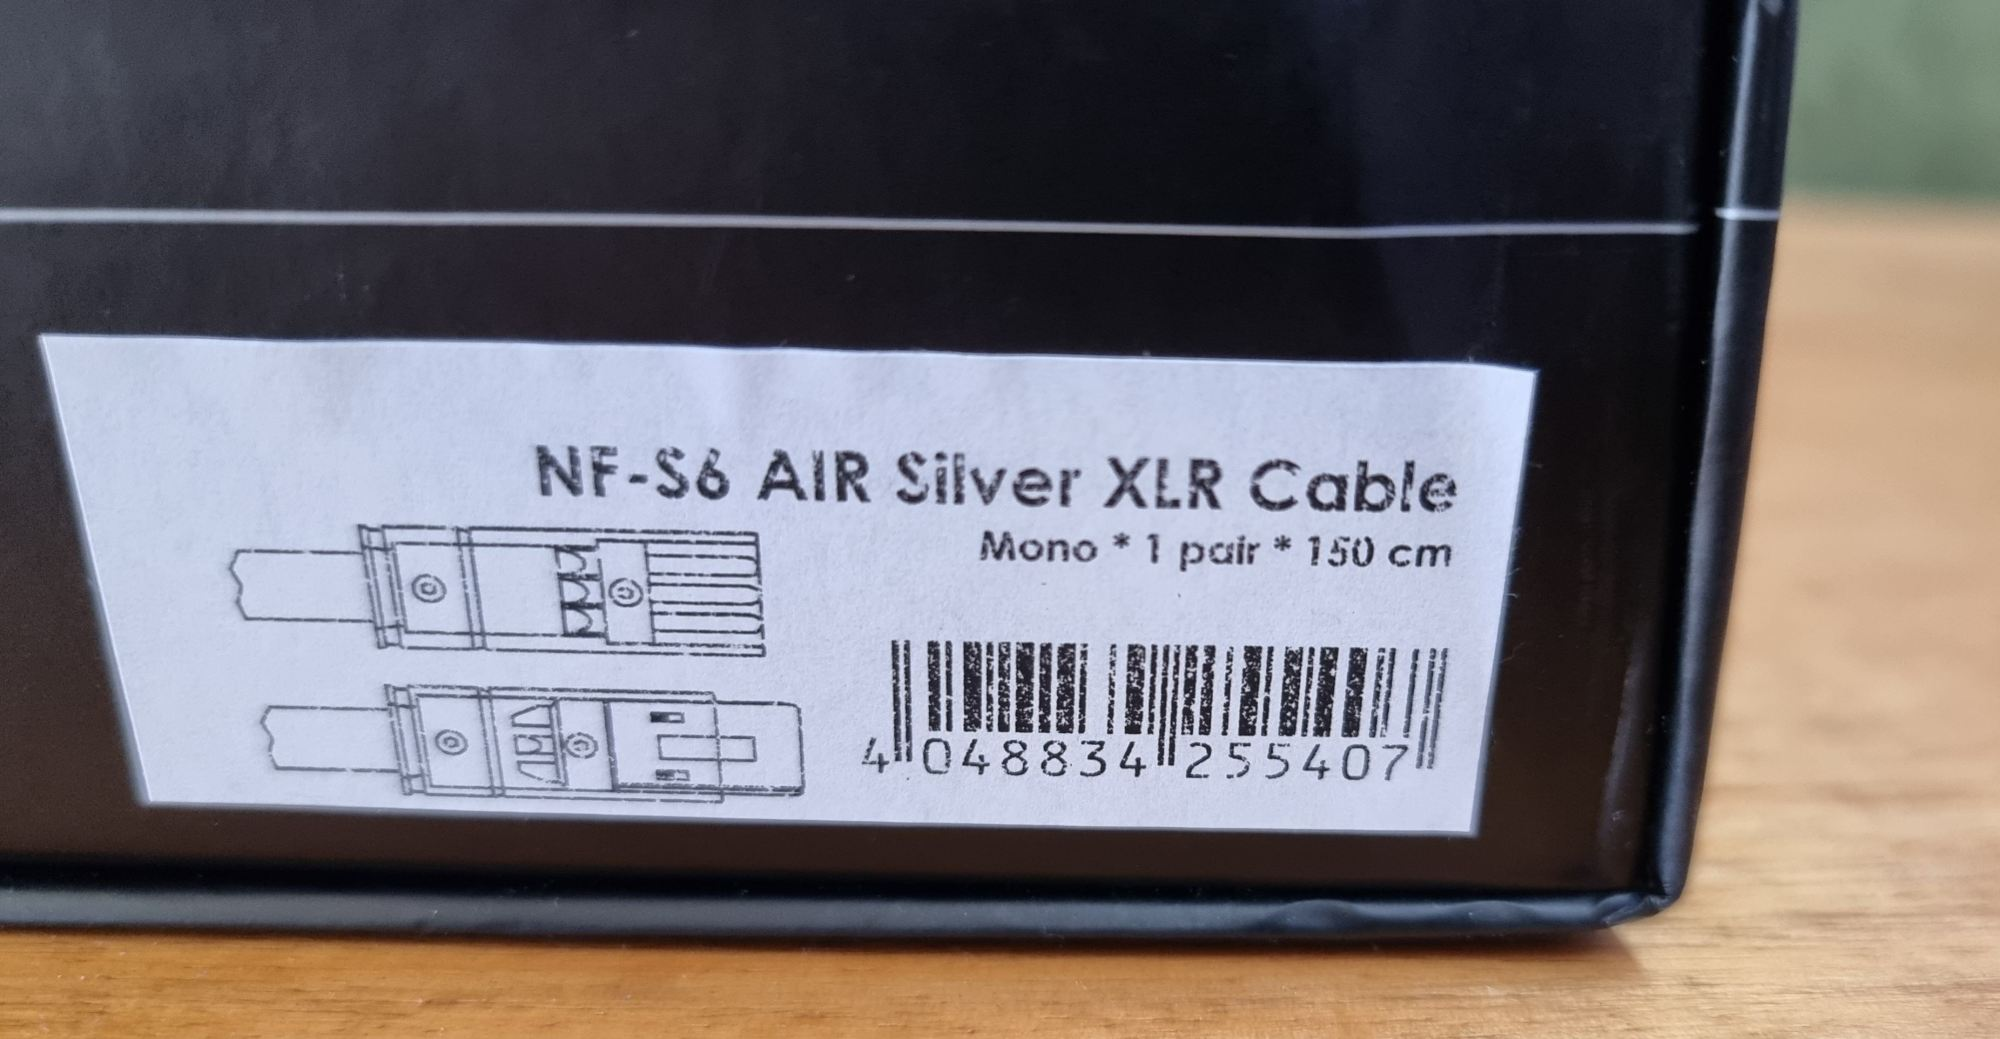 NF-S6 AIR Silver XLR Cable
Mono * 1 pair * 150 cm
4 048834 255407